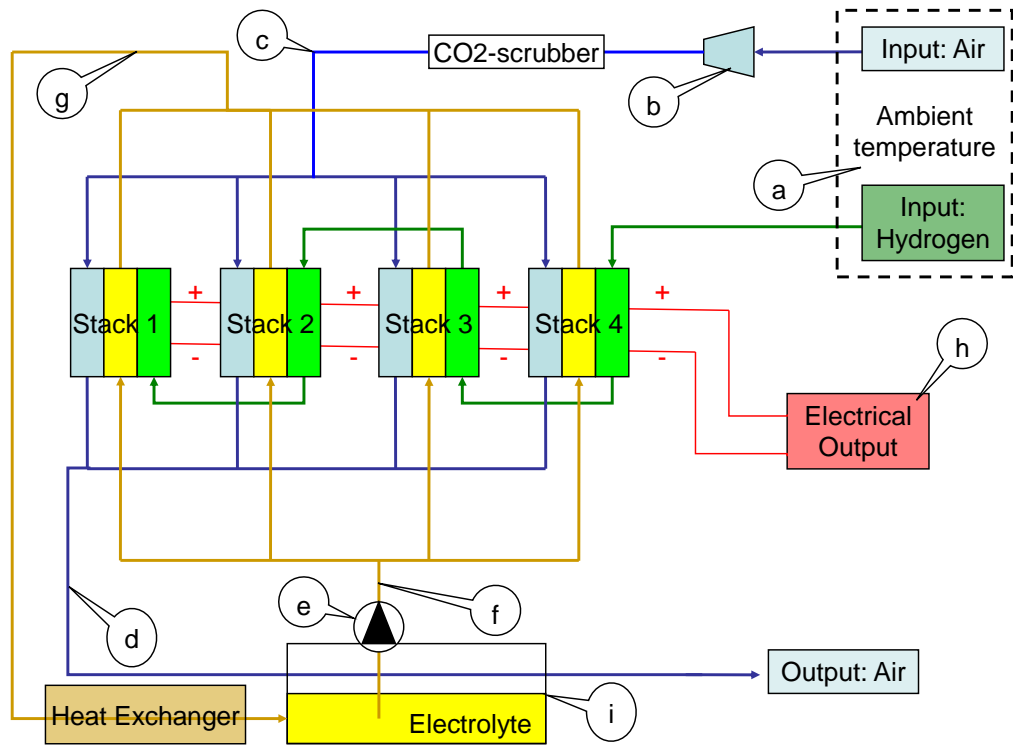 c
CO2-scrubber
Input: Air
g
b
Ambient
temperature
a
Input:
Hydrogen
+
+
+
+
Stack 1
Stack 2
Stack 3
Stack 4
-
-
-
-
h
Electrical
Output
e
f
d
Output: Air
i
Heat Exchanger
Electrolyte